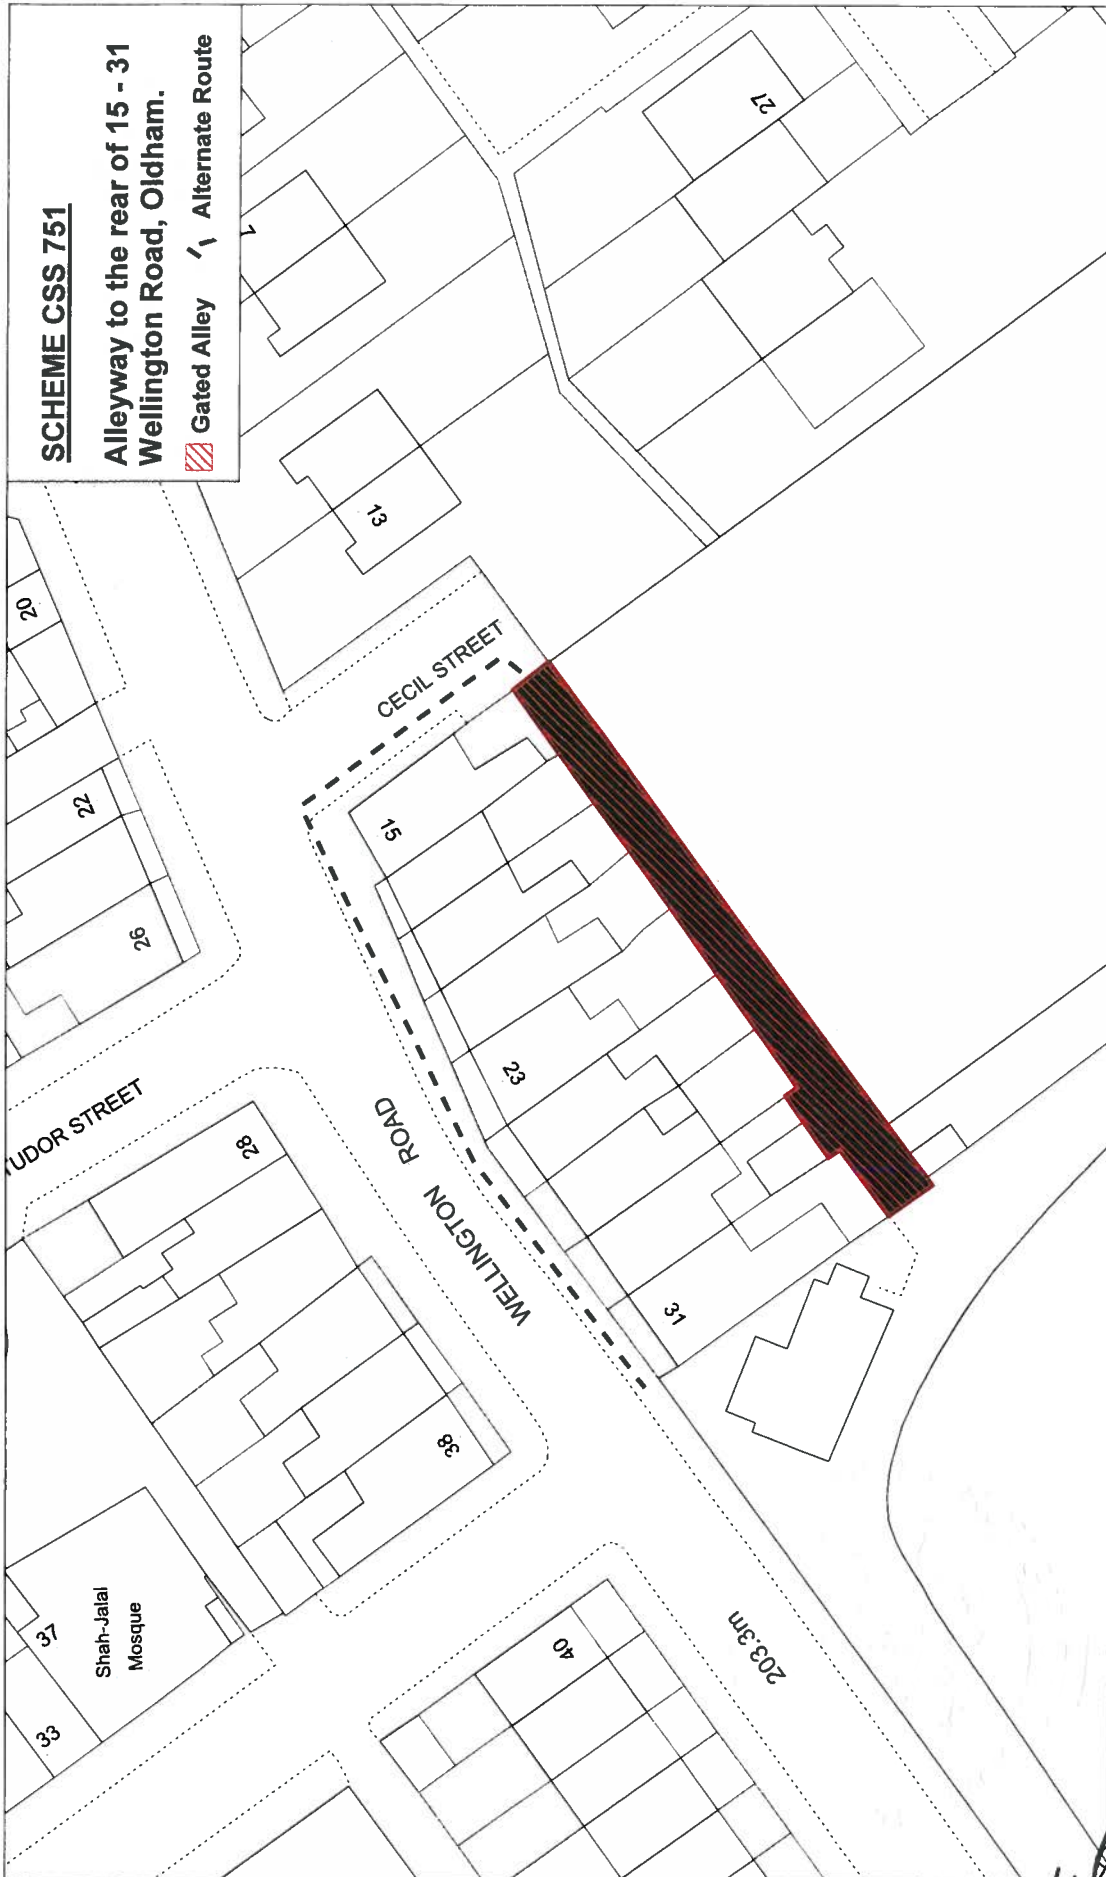 SCHEME CSS 751
Alleyway to the rear of 15 - 31
Wellington Road, Oldham.
Gated Alley
Alternate Route
7
27
13
20
22
26
CECIL STREET
15
23
31
TUDOR STREET
28
WELLINGTON ROAD
38
40
203.3m
Shah-Jalal
Mosque
37
33